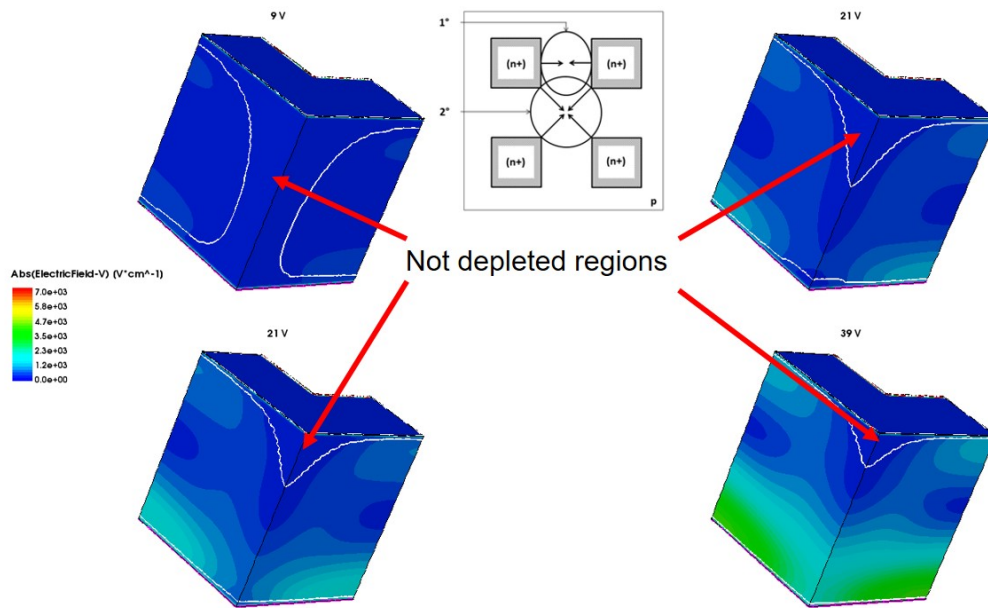 9 V
1°
21 V
(n+)
(n+)
2°
(n+)
(n+)
p
Not depleted regions
Abs(ElectricField-V) (V*cm^-1)
7.0e+03
5.8e+03
4.7e+03
3.5e+03
2.3e+03
1.2e+03
0.0e+00
21 V
39 V